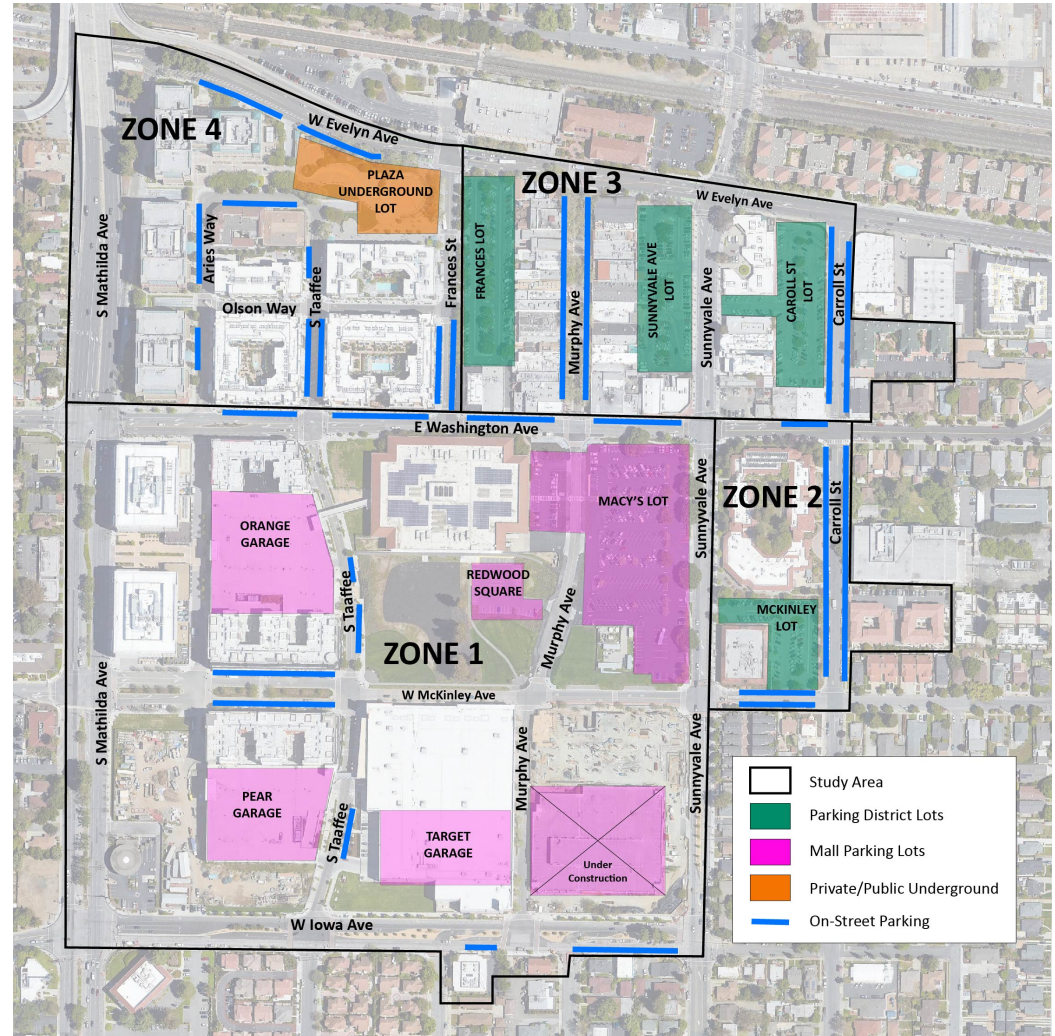 ZONE 4
W Evelyn Ave
PLAZA
UNDERGROUND
LOT
ZONE 3
W Evelyn Ave
S Mathilda Ave
Aries Way
Olson Way
S Taaffee
Frances St
FRANCES LOT
Murphy Ave
SUNNYVALE AVE
LOT
Sunnyvale Ave
CAROLL ST
LOT
Carroll St
E Washington Ave
ORANGE
GARAGE
MACY'S LOT
Sunnyvale Ave
ZONE 2
Carroll St
S Taaffee
REDWOOD
SQUARE
Murphy Ave
MCKINLEY
LOT
ZONE 1
W McKinley Ave
S Mathilda Ave
PEAR
GARAGE
S Taaffee
TARGET
GARAGE
Murphy Ave
Under
Construction
Sunnyvale Ave
W Iowa Ave
Study Area
Parking District Lots
Mall Parking Lots
Private/Public Underground
On-Street Parking